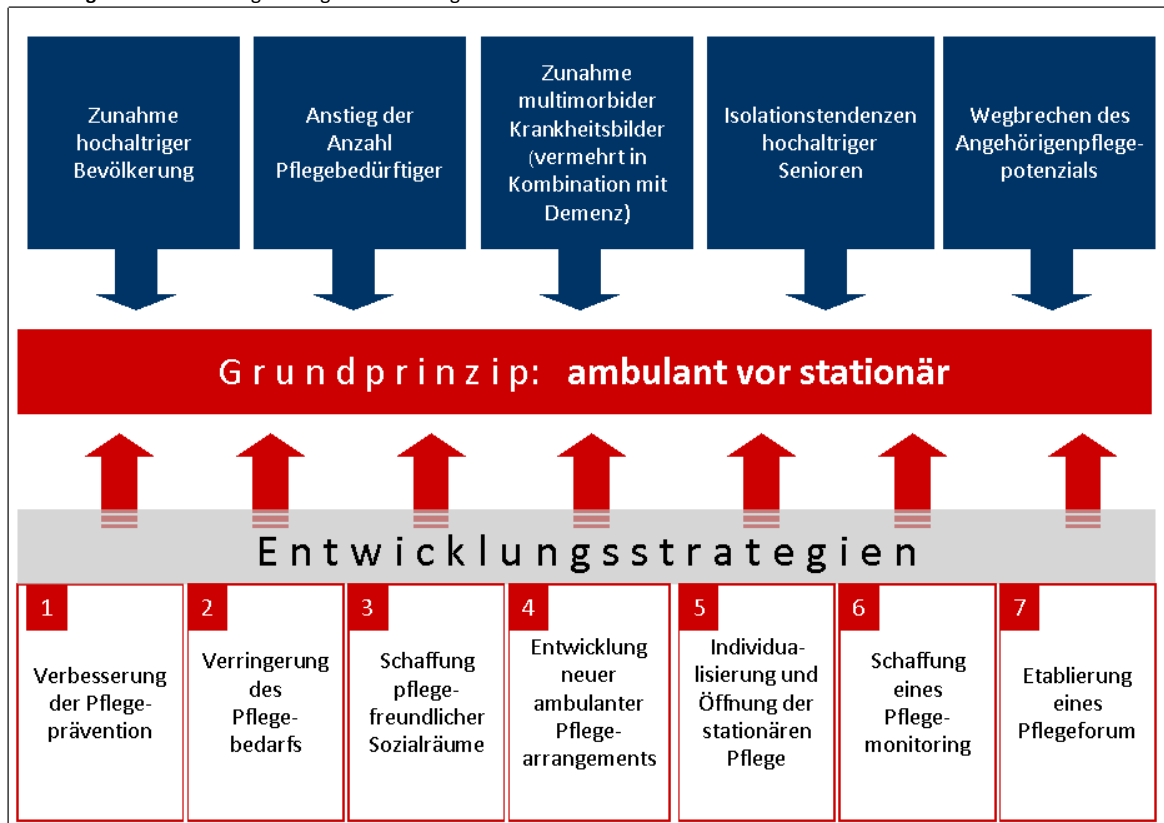 Zunahme
hochaltriger
Bevölkerung
Anstieg der
Anzahl
Pflegebedürftiger
Zunahme
multimorbider
Krankheitsbilder
(vermehrt in
Kombination mit
Demenz)
Isolationstendenzen
hochaltriger
Senioren
Wegbrechen des
Angehörigenpflege-
potenzials
Grundprinzip: ambulant vor stationär
Entwicklungsstrategien
1
Verbesserung
der Pflege-
prävention
2
Verringerung
des
Pflege-
bedarfs
3
Schaffung
pflege-
freundlicher
Sozialräume
4
Entwicklung
neuer
ambulanter
Pflege-
arrangements
5
Individua-
lisierung und
Öffnung der
stationären
Pflege
6
Schaffung
eines
Pflege-
monitoring
7
Etablierung
eines
Pflegeforum